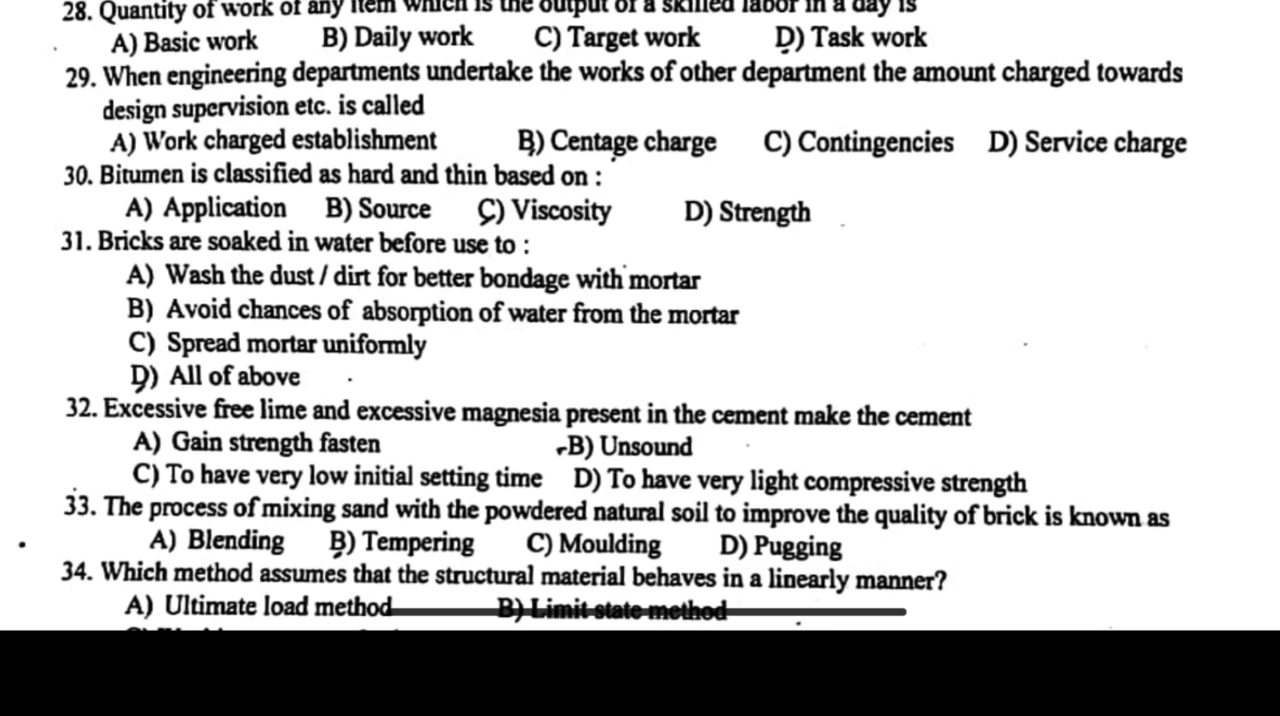 28. Quantity of work of any item which is the output of a skilled labor in a day is
A) Basic work B) Daily work C) Target work D) Task work
29. When engineering departments undertake the works of other department the amount charged towards
design supervision etc. is called
A) Work charged establishment B) Centage charge C) Contingencies D) Service charge
30. Bitumen is classified as hard and thin based on :
A) Application B) Source C) Viscosity D) Strength
31. Bricks are soaked in water before use to :
A) Wash the dust / dirt for better bondage with mortar
B) Avoid chances of absorption of water from the mortar
C) Spread mortar uniformly
D) All of above
32. Excessive free lime and excessive magnesia present in the cement make the cement
A) Gain strength fasten B) Unsound
C) To have very low initial setting time D) To have very light compressive strength
33. The process of mixing sand with the powdered natural soil to improve the quality of brick is known as
A) Blending B) Tempering C) Moulding D) Pugging
34. Which method assumes that the structural material behaves in a linearly manner?
A) Ultimate load method B) Limit state method